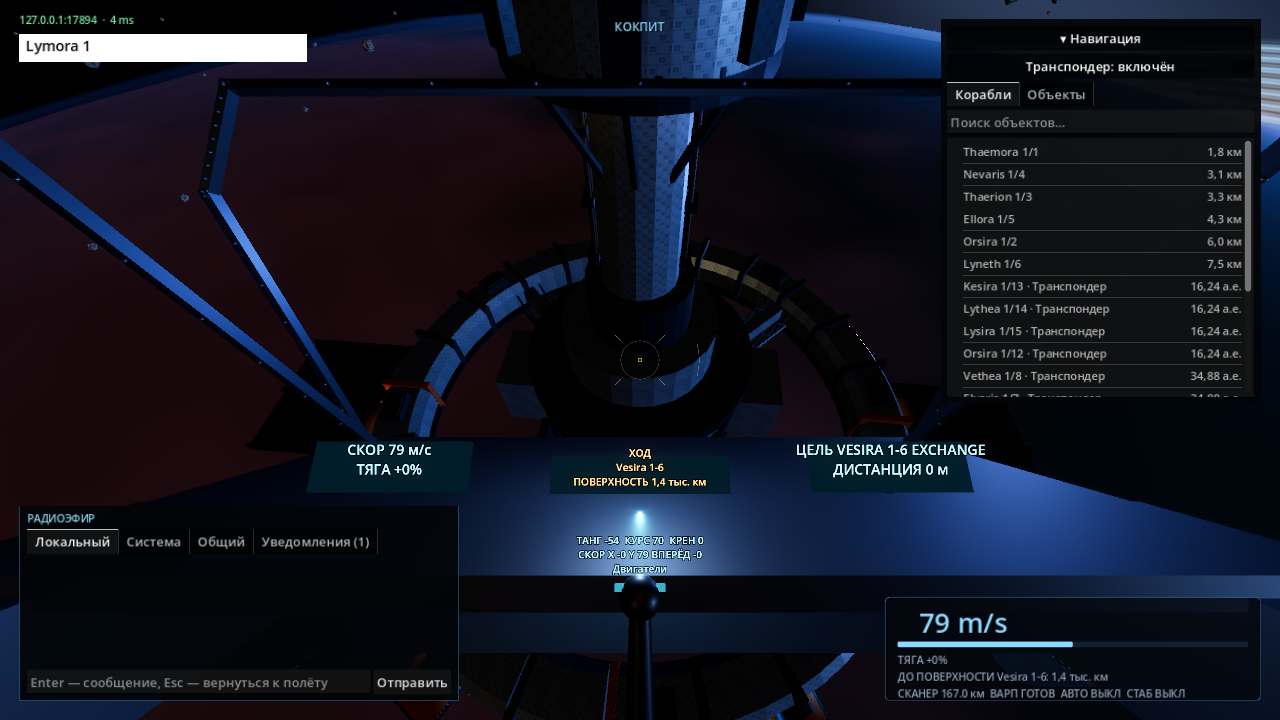 127.0.0.1:17894 · 4 ms
Lymora 1
КОКПИТ
▾ Навигация
Транспондер: включён
Корабли Объекты
Поиск объектов...
Thaemora 1/1 1,8 км
Nevaris 1/4 3,1 км
Thaerion 1/3 3,3 км
Ellora 1/5 4,3 км
Orsira 1/2 6,0 км
Lyneth 1/6 7,5 км
Kesira 1/13 · Транспондер 16,24 а.е.
Lythea 1/14 · Транспондер 16,24 а.е.
Lysira 1/15 · Транспондер 16,24 а.е.
Orsira 1/12 · Транспондер 16,24 а.е.
Vethea 1/8 · Транспондер 34,88 а.е.
СКОР 79 м/с
ТЯГА +0%
ХОД
Vesira 1-6
ПОВЕРХНОСТЬ 1,4 тыс. км
ЦЕЛЬ VESIRA 1-6 EXCHANGE
ДИСТАНЦИЯ 0 м
ТАНГ -54 КУРС 70 КРЕН 0
СКОР X -0 Y 79 ВПЕРЁД -0
Двигатели
РАДИОЭФИР
Локальный Система Общий Уведомления (1)
Enter — сообщение, Esc — вернуться к полёту Отправить
79 m/s
ТЯГА +0%
ДО ПОВЕРХНОСТИ Vesira 1-6: 1,4 тыс. км
СКАНЕР 167.0 км ВАРП ГОТОВ АВТО ВЫКЛ СТАБ ВЫКЛ